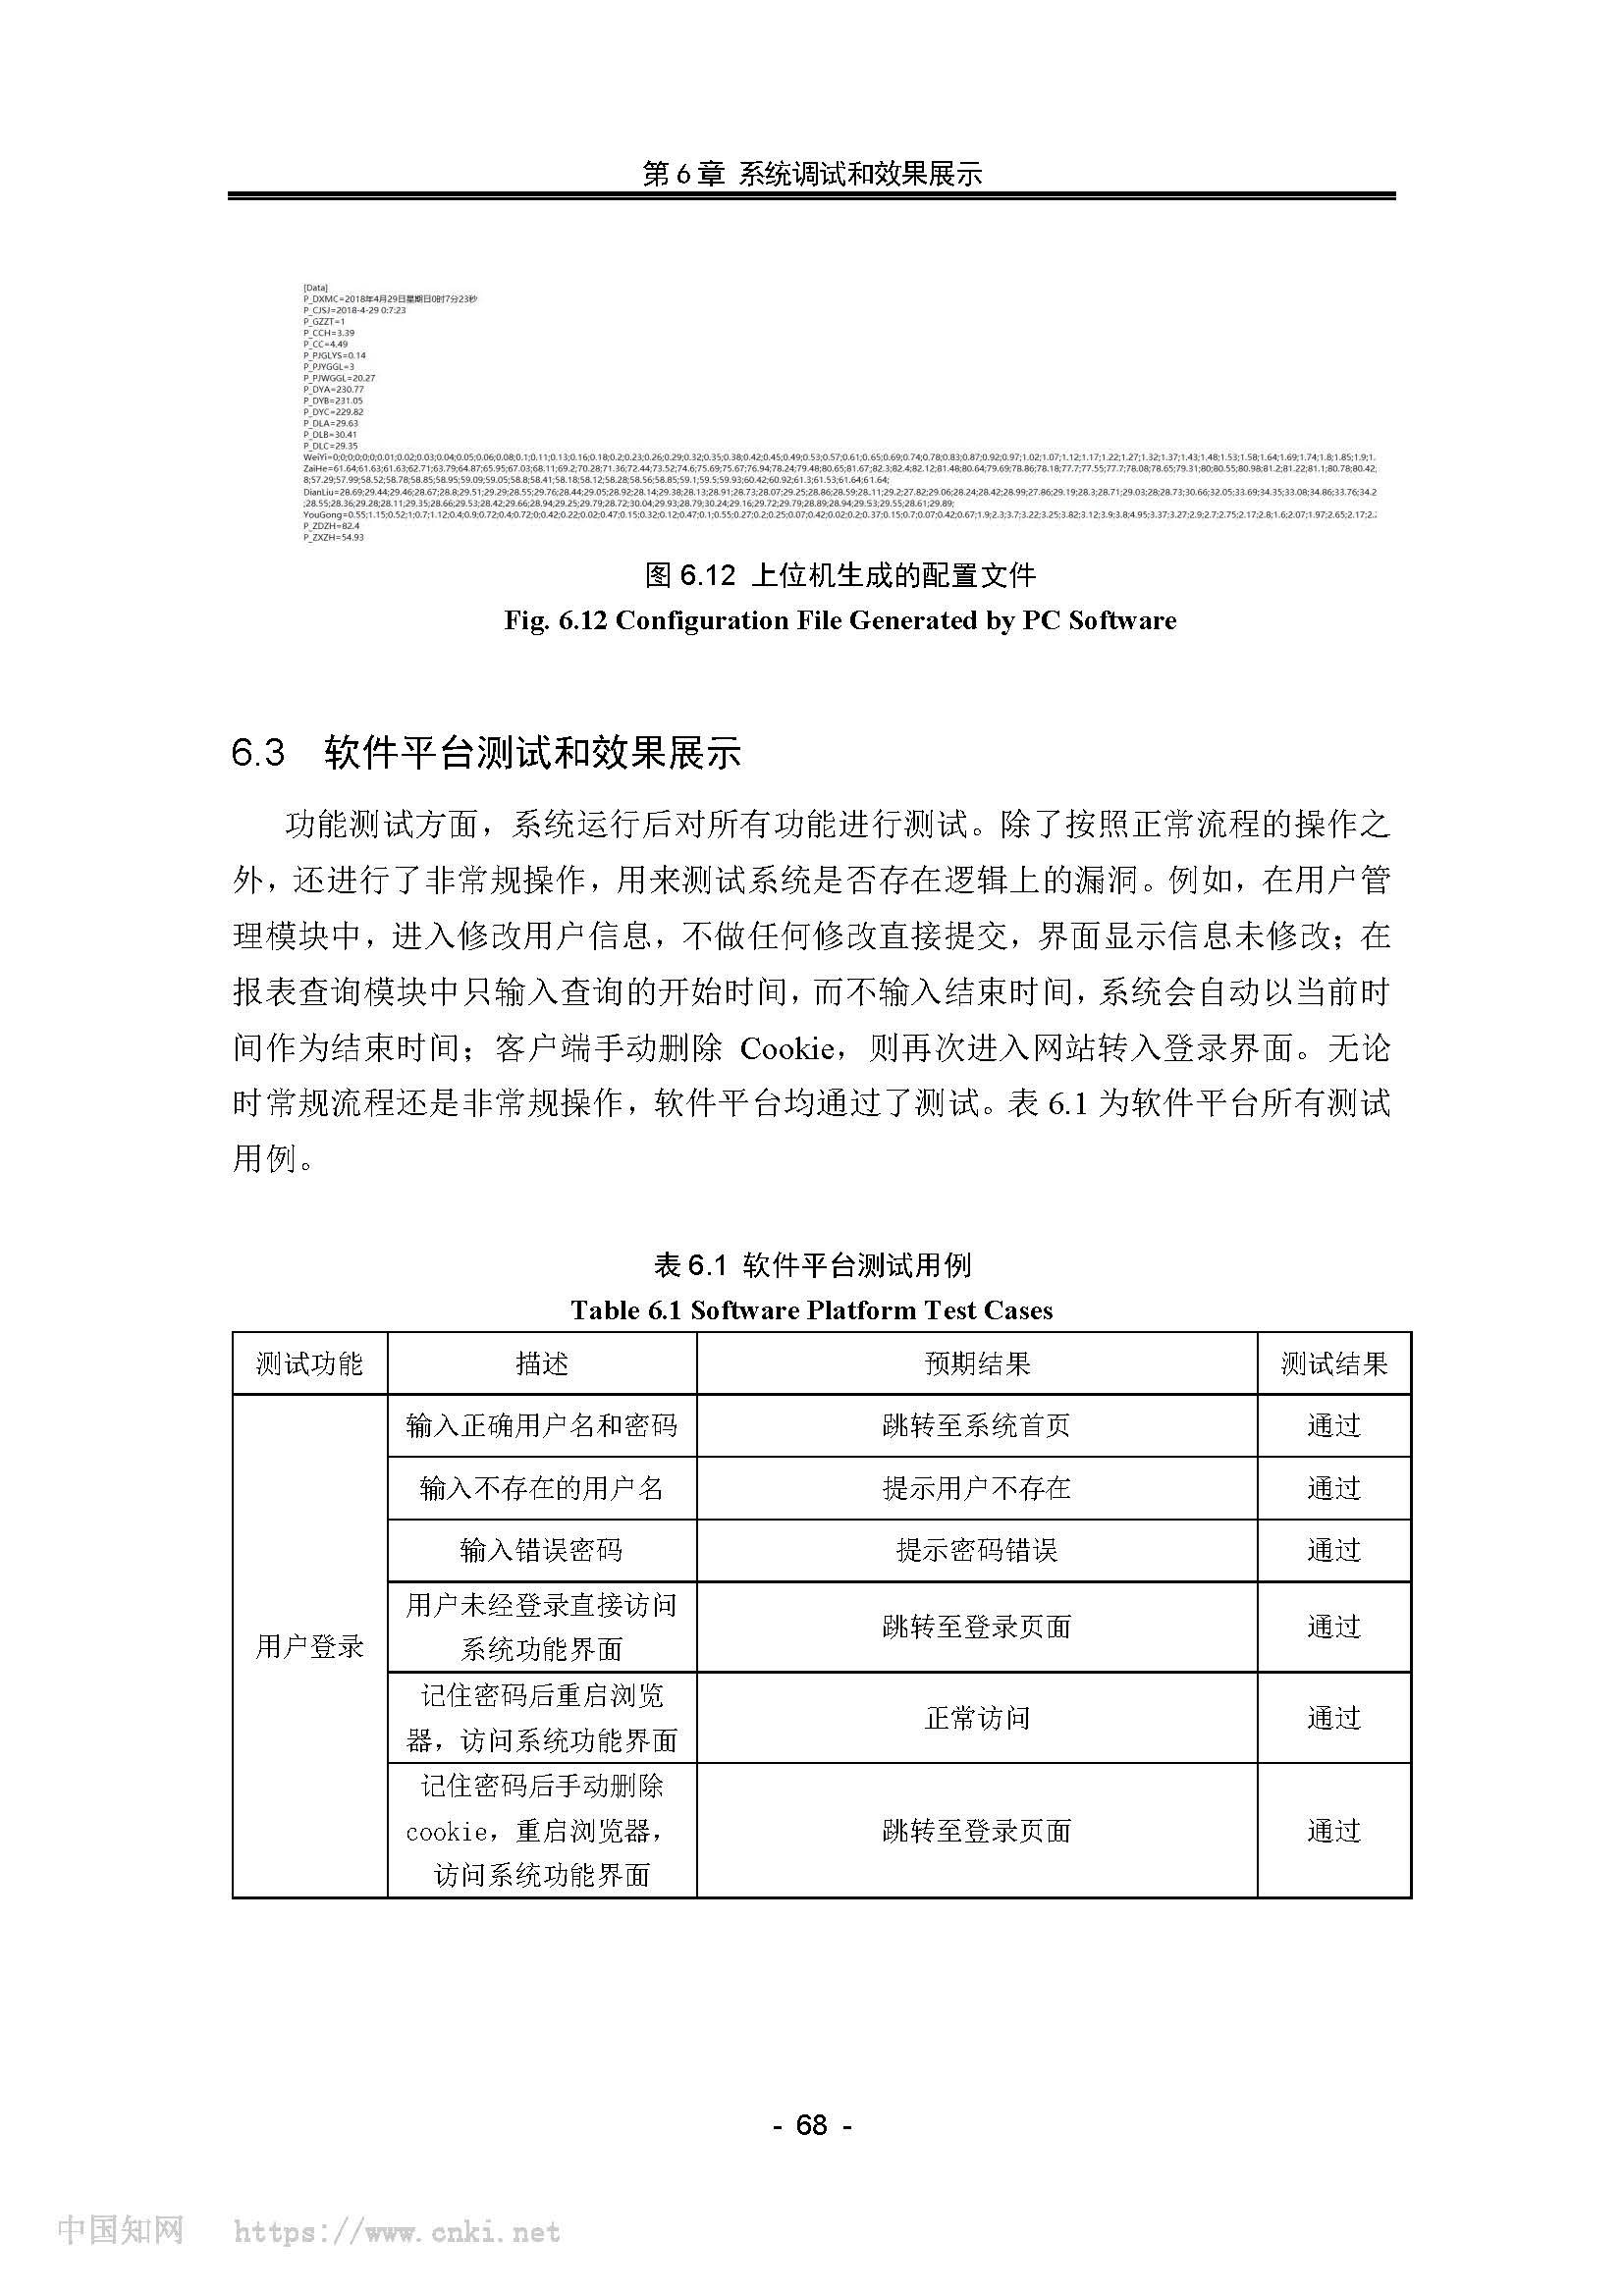 第 6 章 系统调试和效果展示
[Data]
P_DXMC=2018年4月29日星期日0时7分23秒
P_CJSJ=2018-4-29 0:7:23
P_GZZT=1
P_CCH=3.39
P_CC=4.49
P_PJGLYS=0.14
P_PJYGGL=3
P_PJWGGL=20.27
P_DYA=230.77
P_DYB=231.05
P_DYC=229.82
P_DLA=29.63
P_DLB=30.41
P_DLC=29.35
WeiYi=0;0;0;0;0;0;0.01;0.02;0.03;0.04;0.05;0.06;0.08;0.1;0.11;0.13;0.16;0.18;0.2;0.23;0.26;0.29;0.32;0.35;0.38;0.42;0.45;0.49;0.53;0.57;0.61;0.65;0.69;0.74;0.78;0.83;0.87;0.92;0.97;1.02;1.07;1.12;1.17;1.22;1.27;1.32;1.37;1.43;1.48;1.53;1.58;1.64;1.69;1.74;1.8;1.85;1.9;1.
ZaiHe=61.64;61.63;61.63;62.71;63.79;64.87;65.95;67.03;68.11;69.2;70.28;71.36;72.44;73.52;74.6;75.69;75.67;76.94;78.24;79.48;80.65;81.67;82.3;82.4;82.12;81.48;80.64;79.69;78.86;78.18;77.7;77.55;77.7;78.08;78.65;79.31;80;80.55;80.98;81.2;81.22;81.1;80.78;80.42;
8;57.29;57.99;58.52;58.78;58.85;58.95;59.09;59.05;58.8;58.41;58.18;58.12;58.28;58.56;58.85;59.1;59.5;59.93;60.42;60.92;61.3;61.53;61.64;61.64;
DianLiu=28.69;29.44;29.46;28.67;28.8;29.51;29.29;28.55;29.76;28.44;29.05;28.92;28.14;29.38;28.13;28.91;28.73;28.07;29.25;28.86;28.59;28.11;29.2;27.82;29.06;28.24;28.42;28.99;27.86;29.19;28.3;28.71;29.03;28;28.73;30.66;32.05;33.69;34.35;33.08;34.86;33.76;34.2
;28.55;28.36;29.28;28.11;29.35;28.66;29.53;28.42;29.66;28.94;29.25;29.79;28.72;30.04;29.93;28.79;30.24;29.16;29.72;29.79;28.89;28.94;29.53;29.55;28.61;29.89;
YouGong=0.55;1.15;0.52;1;0.7;1.12;0.4;0.9;0.72;0.4;0.72;0;0.42;0.22;0.02;0.47;0.15;0.32;0.12;0.47;0.1;0.55;0.27;0.2;0.25;0.07;0.42;0.02;0.2;0.37;0.15;0.7;0.07;0.42;0.67;1.9;2.3;3.7;3.22;3.25;3.82;3.12;3.9;3.8;4.95;3.37;3.27;2.9;2.7;2.75;2.17;2.8;1.6;2.07;1.97;2.65;2.17;2.
P_ZDZH=82.4
P_ZXZH=54.93
图 6.12 上位机生成的配置文件
Fig. 6.12 Configuration File Generated by PC Software
6.3 软件平台测试和效果展示
功能测试方面，系统运行后对所有功能进行测试。除了按照正常流程的操作之
外，还进行了非常规操作，用来测试系统是否存在逻辑上的漏洞。例如，在用户管
理模块中，进入修改用户信息，不做任何修改直接提交，界面显示信息未修改；在
报表查询模块中只输入查询的开始时间，而不输入结束时间，系统会自动以当前时
间作为结束时间；客户端手动删除 Cookie，则再次进入网站转入登录界面。无论
时常规流程还是非常规操作，软件平台均通过了测试。表 6.1 为软件平台所有测试
用例。
表 6.1 软件平台测试用例
Table 6.1 Software Platform Test Cases
测试功能 描述 预期结果 测试结果
用户登录
输入正确用户名和密码 跳转至系统首页 通过
输入不存在的用户名 提示用户不存在 通过
输入错误密码 提示密码错误 通过
用户未经登录直接访问
系统功能界面
跳转至登录页面 通过
记住密码后重启浏览
器，访问系统功能界面
正常访问 通过
记住密码后手动删除
cookie，重启浏览器，
访问系统功能界面
跳转至登录页面 通过
- 68 -
中国知网 https://www.cnki.net